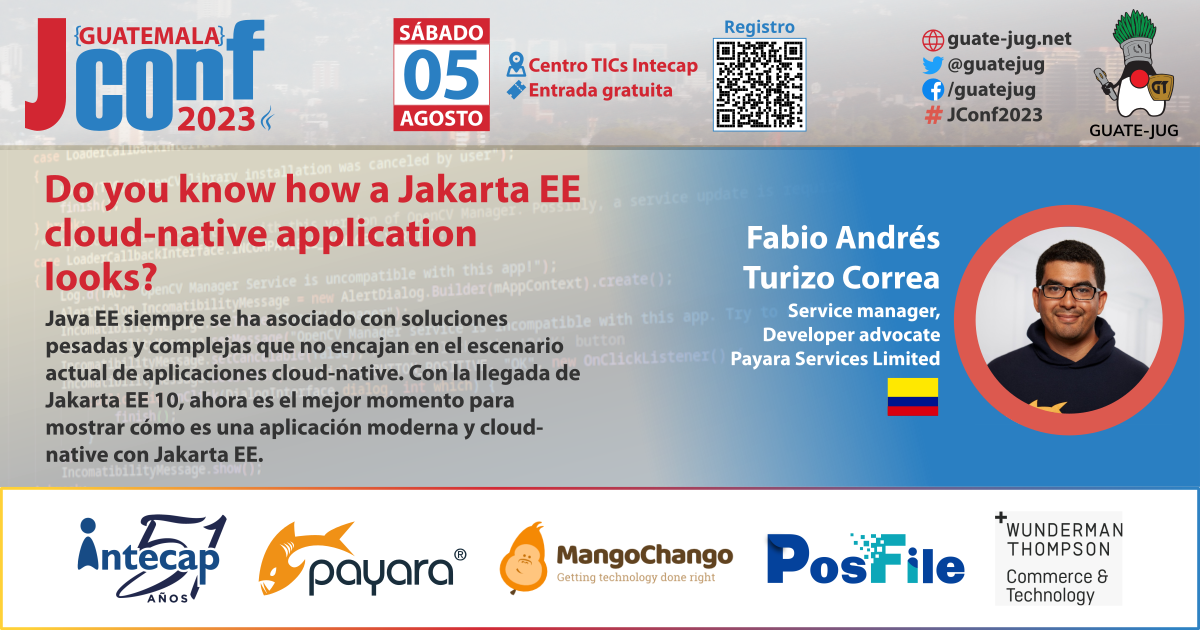 {GUATEMALA}
JConf
2023
SÁBADO
05
AGOSTO
Centro TICs Intecap
Entrada gratuita
Registro
guate-jug.net
@guatejug
/guatejug
# JConf2023
GT
GUATE-JUG
Do you know how a Jakarta EE
cloud-native application
looks?
Java EE siempre se ha asociado con soluciones
pesadas y complejas que no encajan en el escenario
actual de aplicaciones cloud-native. Con la llegada de
Jakarta EE 10, ahora es el mejor momento para
mostrar cómo es una aplicación moderna y cloud-
native con Jakarta EE.
Fabio Andrés
Turizo Correa
Service manager,
Developer advocate
Payara Services Limited
intecap
51
AÑOS
payara®
MangoChango
Getting technology done right
PosFile
WUNDERMAN
THOMPSON
Commerce &
Technology